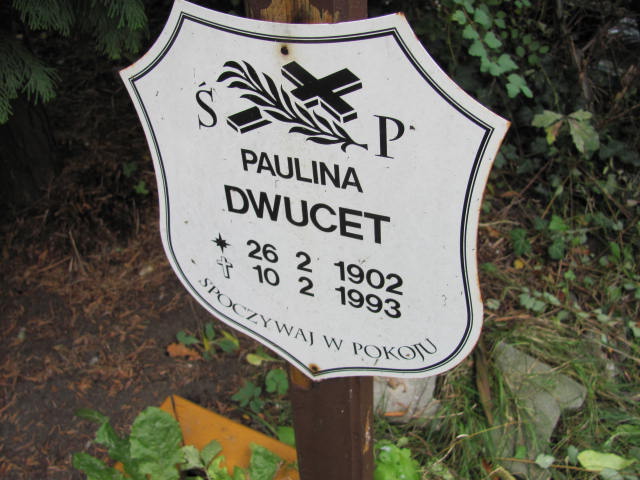 Ś P
PAULINA
DWUCET
26 2 1902
10 2 1993
SPOCZYWAJ W POKOJU